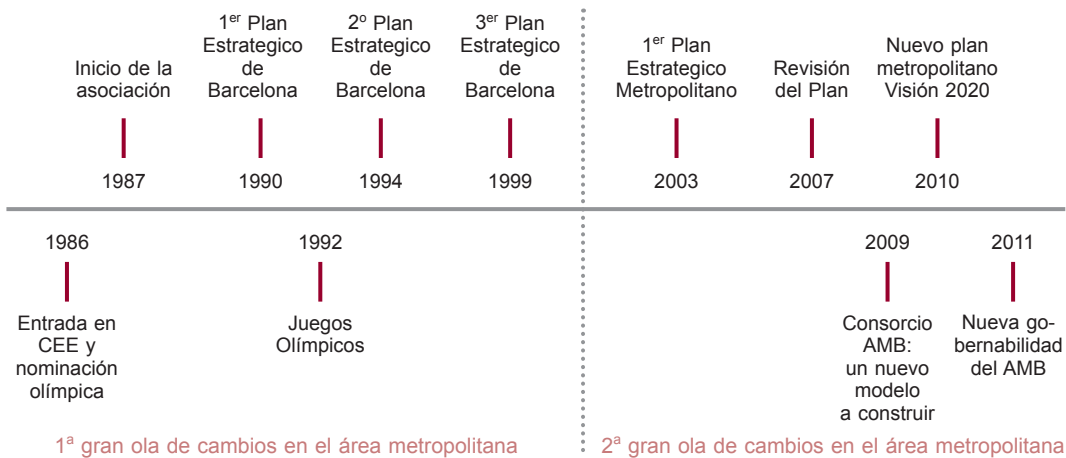 Inicio de la
asociación
1987
1er Plan
Estrategico
de
Barcelona
1990
2º Plan
Estrategico
de
Barcelona
1994
3er Plan
Estrategico
de
Barcelona
1999
1er Plan
Estrategico
Metropolitano
2003
Revisión
del Plan
2007
Nuevo plan
metropolitano
Visión 2020
2010
1986
Entrada en
CEE y
nominación
olímpica
1992
Juegos
Olímpicos
2009
Consorcio
AMB:
un nuevo
modelo
a construir
2011
Nueva go-
bernabilidad
del AMB
1ª gran ola de cambios en el área metropolitana
2ª gran ola de cambios en el área metropolitana